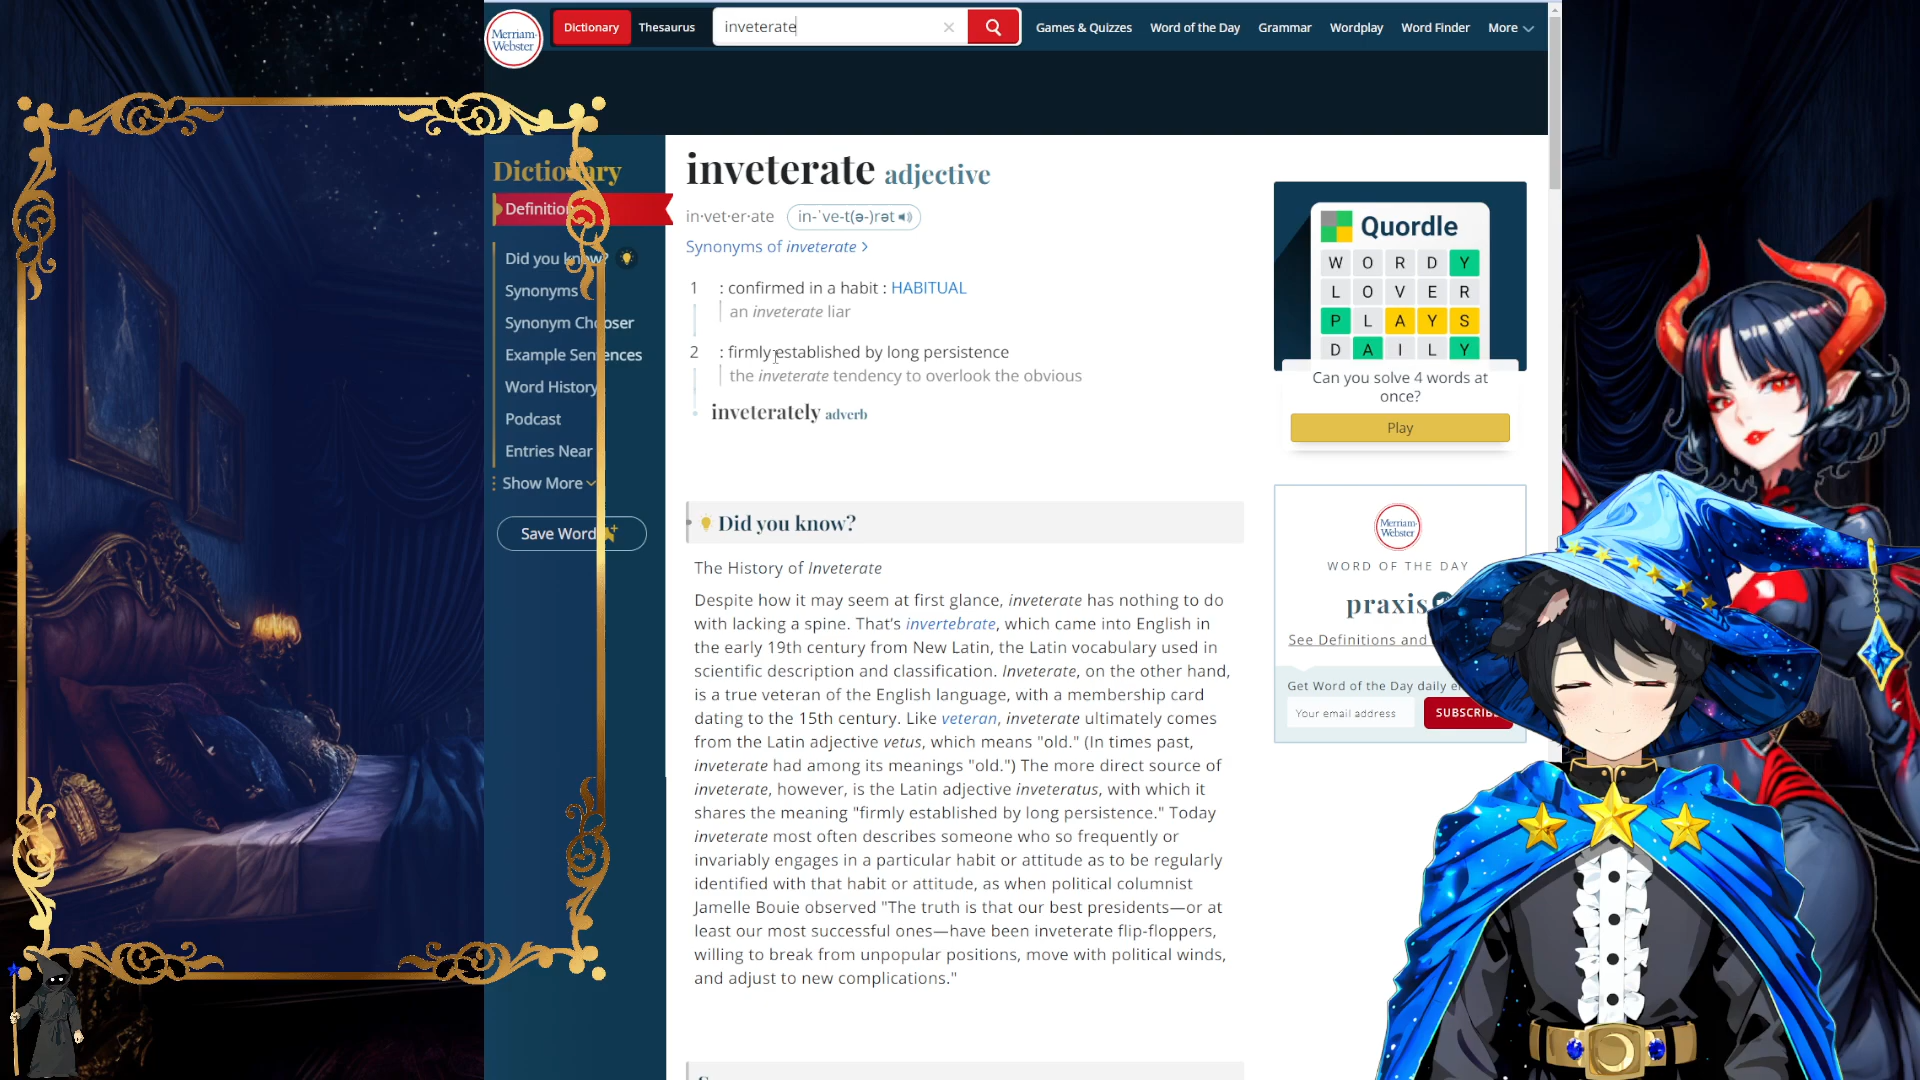 Merriam-
Webster
Dictionary
Thesaurus
inveterate
Games & Quizzes
Word of the Day
Grammar
Wordplay
Word Finder
More
Dictionary
Definition
Did you know?
Synonyms
Synonym Chooser
Example Sentences
Word History
Podcast
Entries Near
Show More
Save Word
inveterate adjective
in·vet·er·ate
in-ˈve-t(ə-)rət
Synonyms of inveterate
1 : confirmed in a habit : HABITUAL
an inveterate liar
2 : firmly established by long persistence
the inveterate tendency to overlook the obvious
inveterately adverb
Did you know?
The History of Inveterate
Despite how it may seem at first glance, inveterate has nothing to do
with lacking a spine. That's invertebrate, which came into English in
the early 19th century from New Latin, the Latin vocabulary used in
scientific description and classification. Inveterate, on the other hand,
is a true veteran of the English language, with a membership card
dating to the 15th century. Like veteran, inveterate ultimately comes
from the Latin adjective vetus, which means "old." (In times past,
inveterate had among its meanings "old.") The more direct source of
inveterate, however, is the Latin adjective inveteratus, with which it
shares the meaning "firmly established by long persistence." Today
inveterate most often describes someone who so frequently or
invariably engages in a particular habit or attitude as to be regularly
identified with that habit or attitude, as when political columnist
Jamelle Bouie observed "The truth is that our best presidents—or at
least our most successful ones—have been inveterate flip-floppers,
willing to break from unpopular positions, move with political winds,
and adjust to new complications."
Quordle
W O R D Y
L O V E R
P L A Y S
D A I L Y
Can you solve 4 words at
once?
Play
Merriam-
Webster
WORD OF THE DAY
praxis
See Definitions and
Get Word of the Day daily e
Your email address
SUBSCRIBE